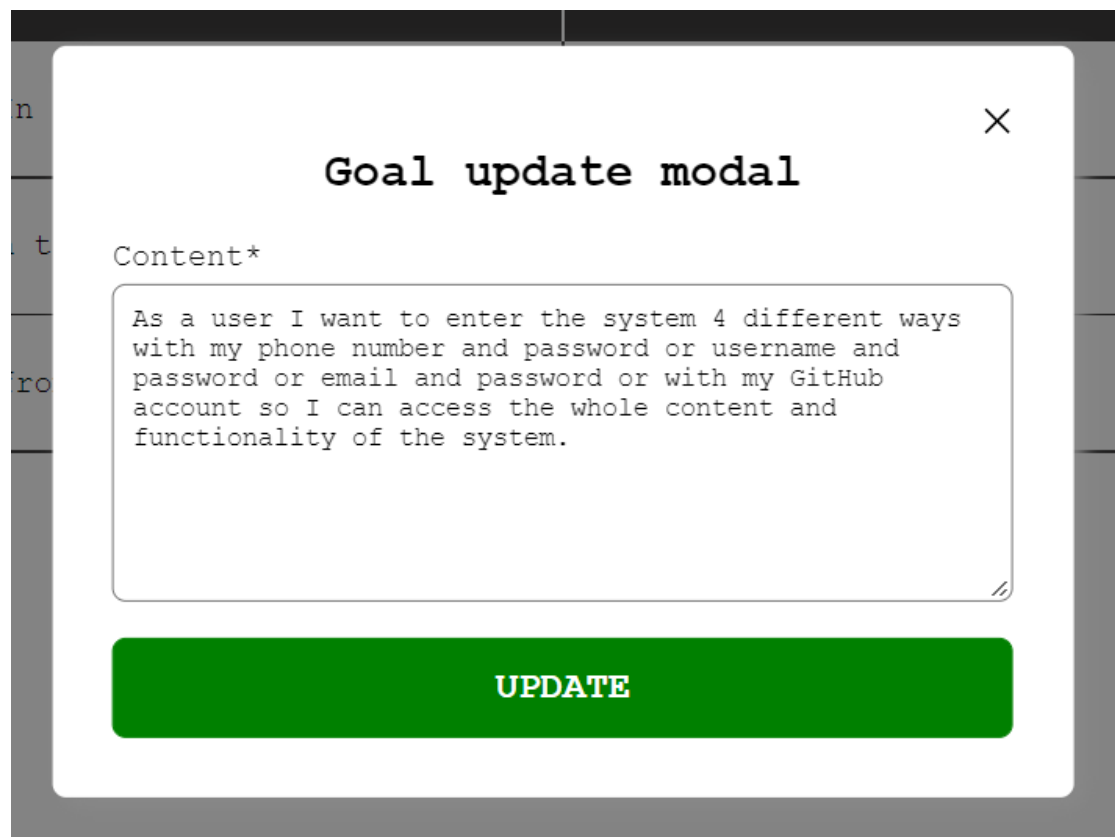 Goal update modal
Content*
As a user I want to enter the system 4 different ways
with my phone number and password or username and
password or email and password or with my GitHub
account so I can access the whole content and
functionality of the system.
UPDATE